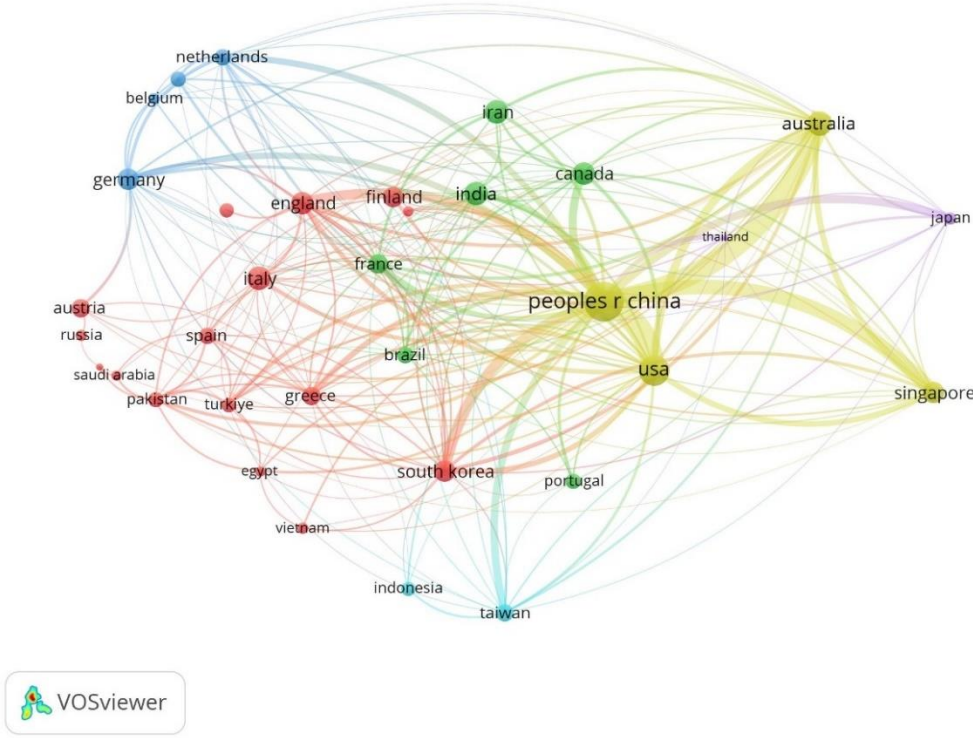 netherlands
belgium
iran
australia
germany
canada
india
finland
england
japan
thailand
france
italy
peoples r china
austria
russia
spain
brazil
usa
saudi arabia
pakistan
turkiye
greece
singapore
egypt
south korea
portugal
vietnam
indonesia
taiwan
VOSviewer